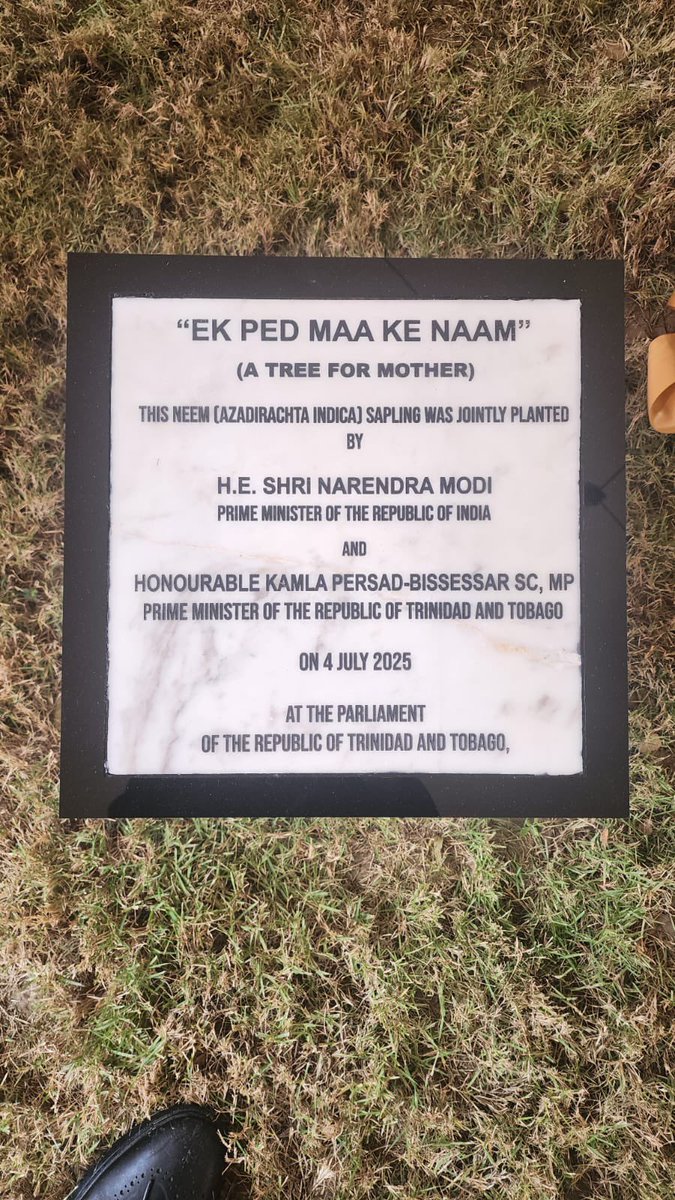 “EK PED MAA KE NAAM”
(A TREE FOR MOTHER)
THIS NEEM (AZADIRACHTA INDICA) SAPLING WAS JOINTLY PLANTED
BY
H.E. SHRI NARENDRA MODI
PRIME MINISTER OF THE REPUBLIC OF INDIA
AND
HONOURABLE KAMLA PERSAD-BISSESSAR SC, MP
PRIME MINISTER OF THE REPUBLIC OF TRINIDAD AND TOBAGO
ON 4 JULY 2025
AT THE PARLIAMENT
OF THE REPUBLIC OF TRINIDAD AND TOBAGO,